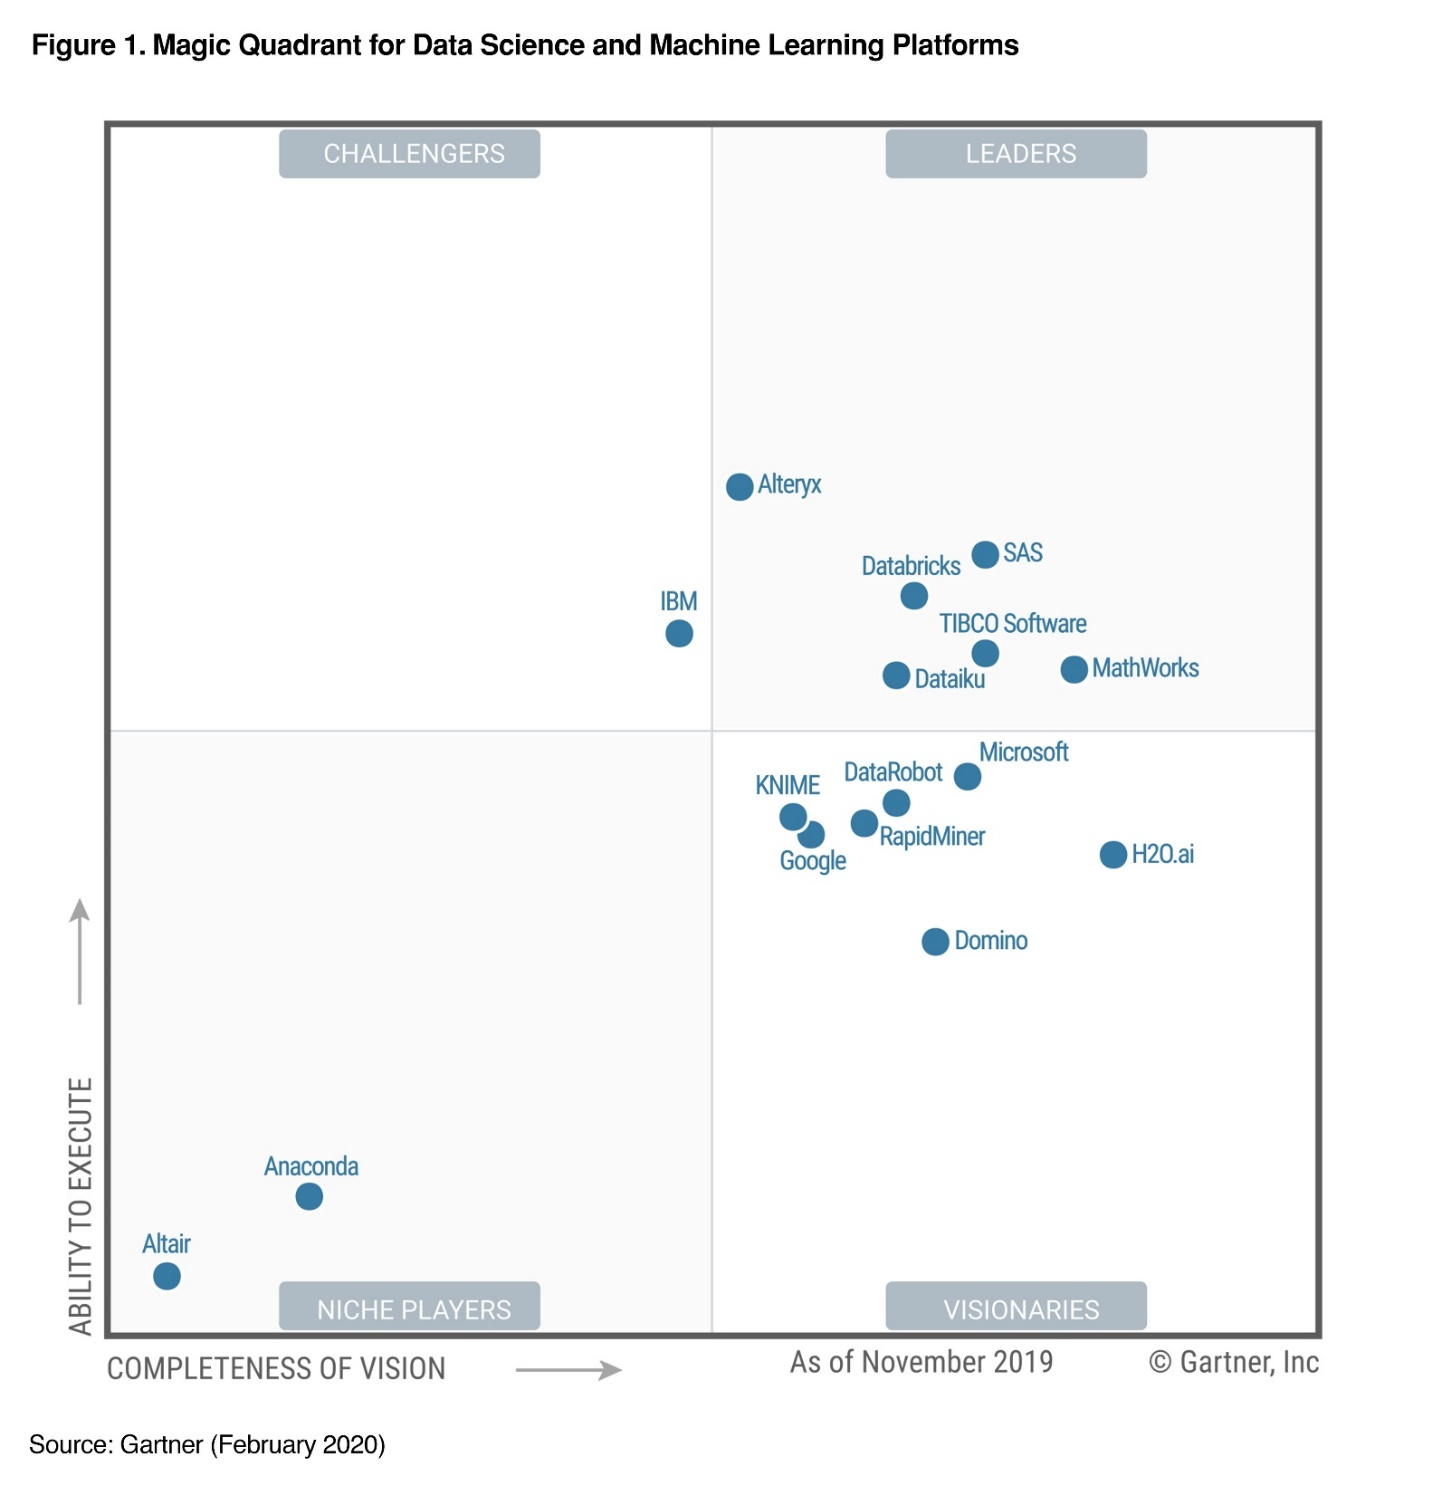 Figure 1. Magic Quadrant for Data Science and Machine Learning Platforms
CHALLENGERS
LEADERS
Alteryx
SAS
Databricks
IBM
TIBCO Software
MathWorks
Dataiku
Microsoft
DataRobot
KNIME
RapidMiner
Google
H2O.ai
Domino
Anaconda
Altair
NICHE PLAYERS
VISIONARIES
ABILITY TO EXECUTE
COMPLETENESS OF VISION
As of November 2019
© Gartner, Inc
Source: Gartner (February 2020)